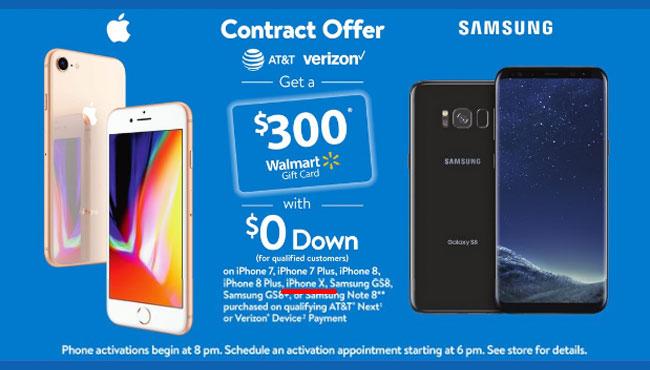 Contract Offer
SAMSUNG
AT&T verizon✓
Get a
$300*
Walmart
Gift Card
with
$0 Down
(for qualified customers)
on iPhone 7, iPhone 7 Plus, iPhone 8,
iPhone 8 Plus, iPhone X, Samsung GS8,
Samsung GS8+, or Samsung Note 8**
purchased on qualifying AT&T® Next¹
or Verizon® Device² Payment
SAMSUNG
Galaxy S8
Phone activations begin at 8 pm. Schedule an activation appointment starting at 6 pm. See store for details.